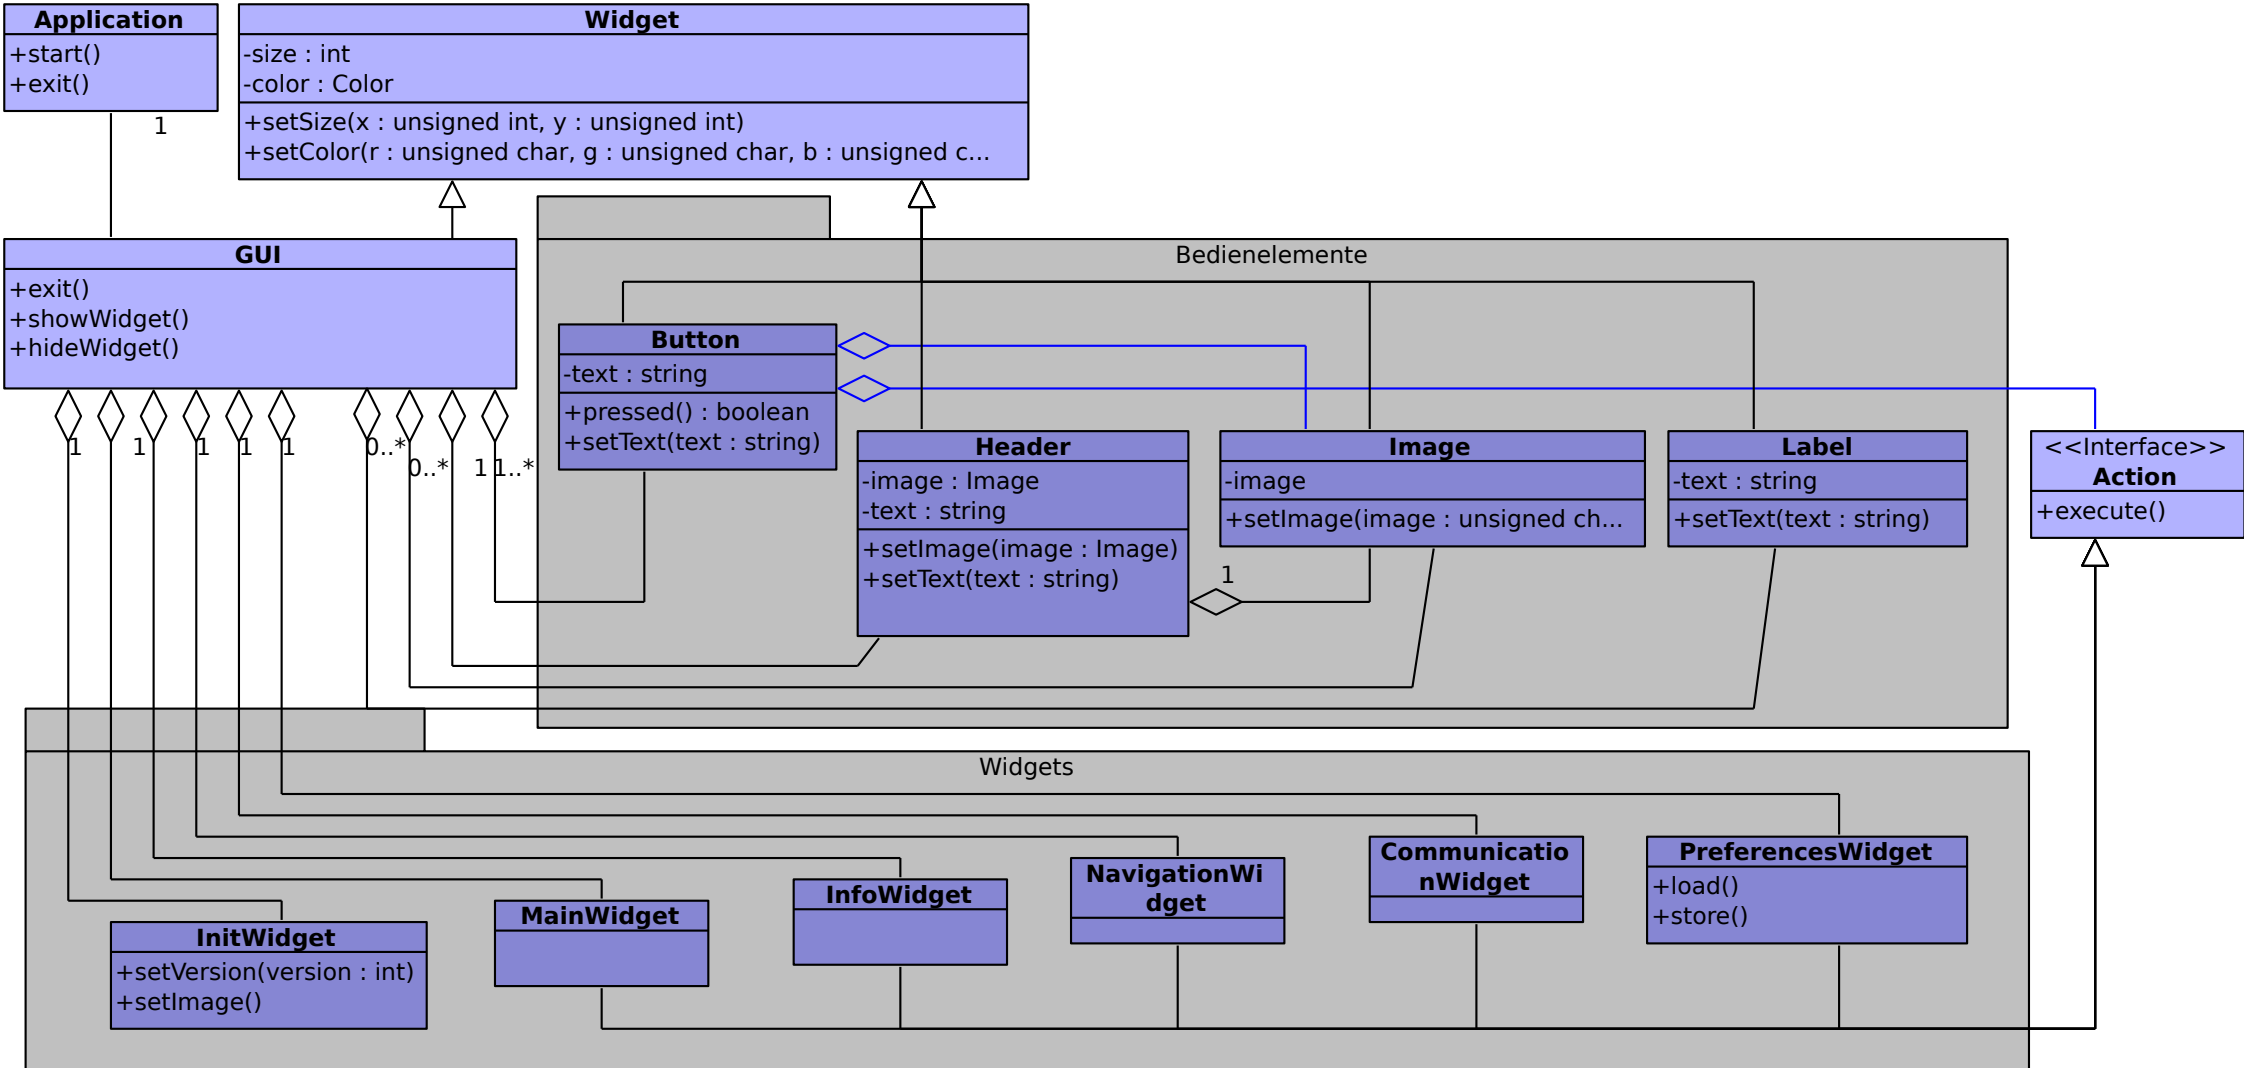 Application
+start()
+exit()
1
Widget
-size : int
-color : Color
+setSize(x : unsigned int, y : unsigned int)
+setColor(r : unsigned char, g : unsigned char, b : unsigned c...
GUI
+exit()
+showWidget()
+hideWidget()
1
1
1
1
1
0..*
0..*
1
1..*
Bedienelemente
Button
-text : string
+pressed() : boolean
+setText(text : string)
Header
-image : Image
-text : string
+setImage(image : Image)
+setText(text : string)
1
Image
-image
+setImage(image : unsigned ch...
Label
-text : string
+setText(text : string)
<<Interface>>
Action
+execute()
Widgets
InitWidget
+setVersion(version : int)
+setImage()
MainWidget
InfoWidget
NavigationWi
dget
Communicatio
nWidget
PreferencesWidget
+load()
+store()